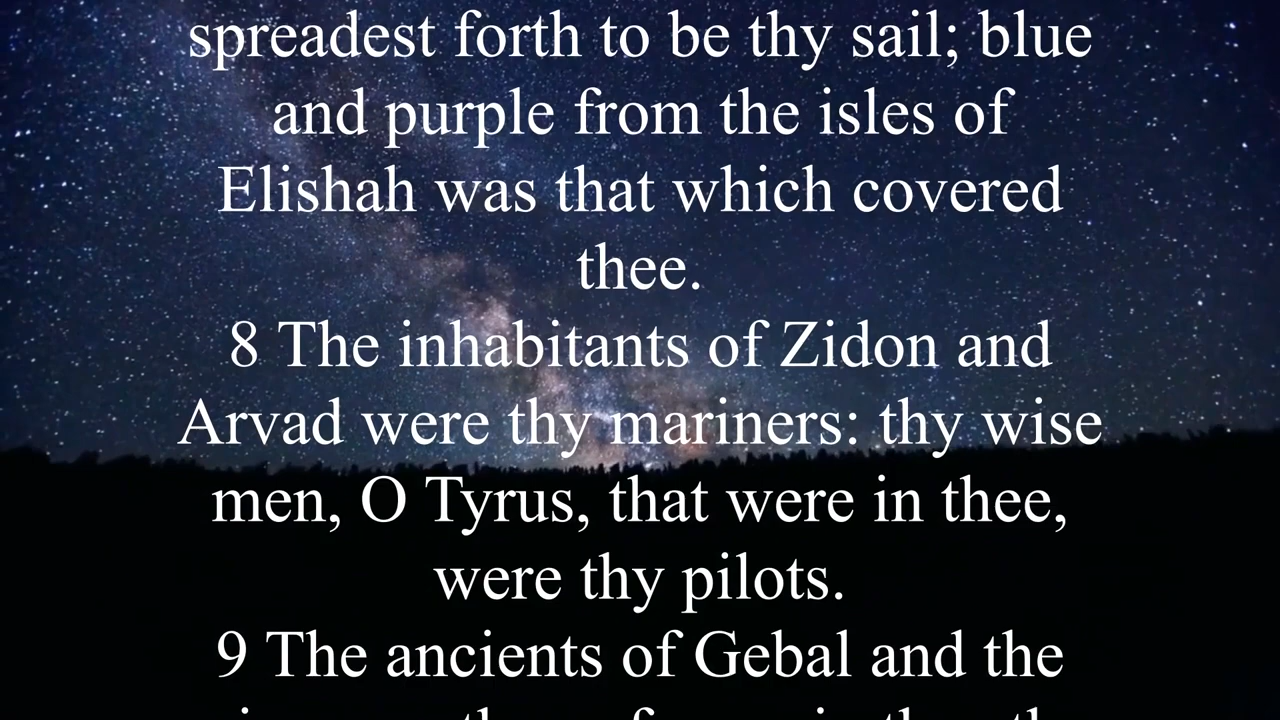 spreadest forth to be thy sail; blue
and purple from the isles of
Elishah was that which covered
thee.
8 The inhabitants of Zidon and
Arvad were thy mariners: thy wise
men, O Tyrus, that were in thee,
were thy pilots.
9 The ancients of Gebal and the